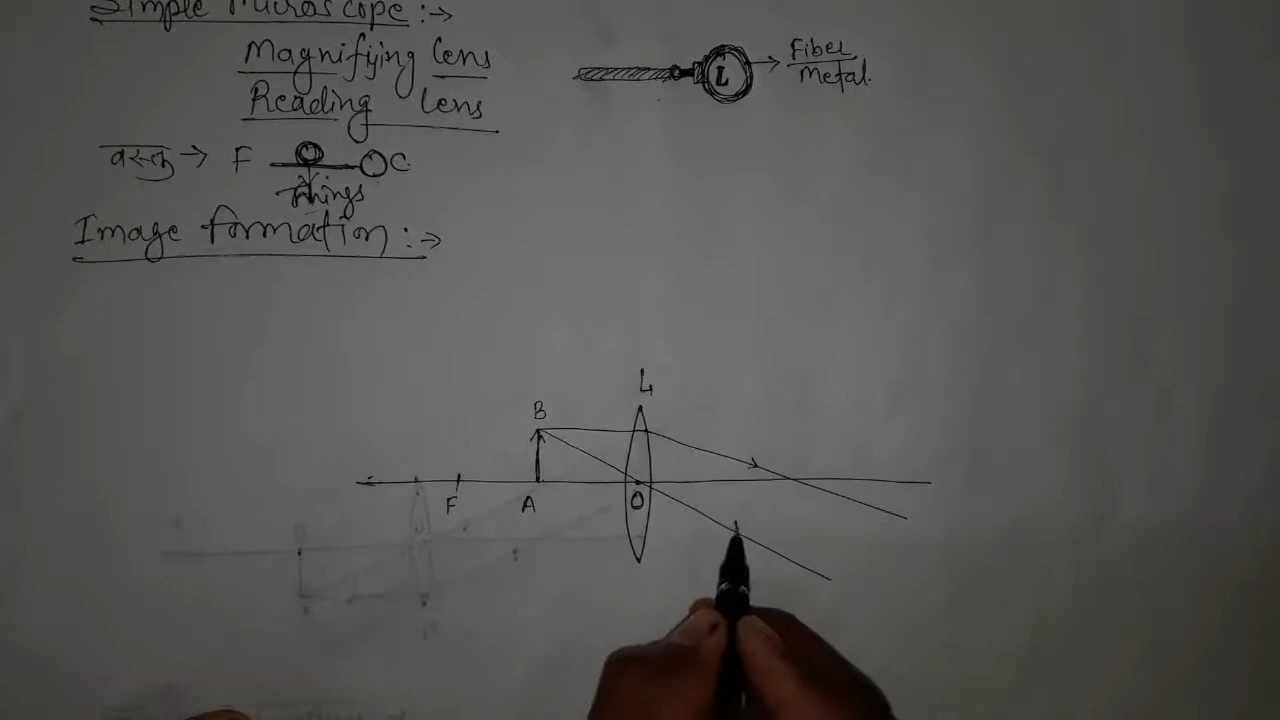 Simple Microscope :->
Magnifying Lens
Reading Lens
Fiber
Metal.
L
वस्तु → F C
Things
Image formation :->
L
B
F A O